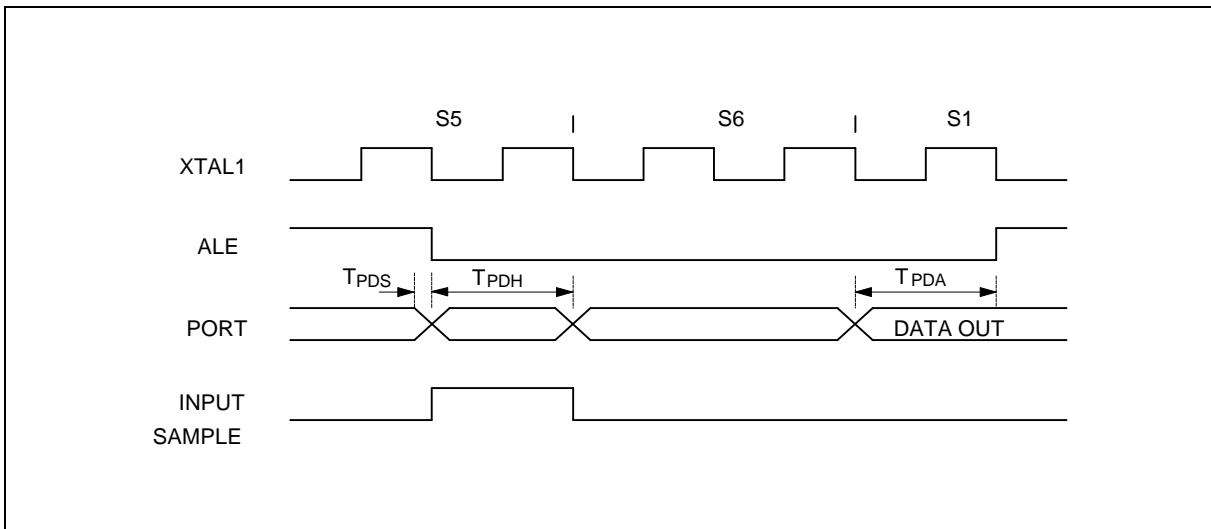 S5 | S6 | S1
XTAL1
ALE
TPDS TPDH TPDA
PORT DATA OUT
INPUT
SAMPLE